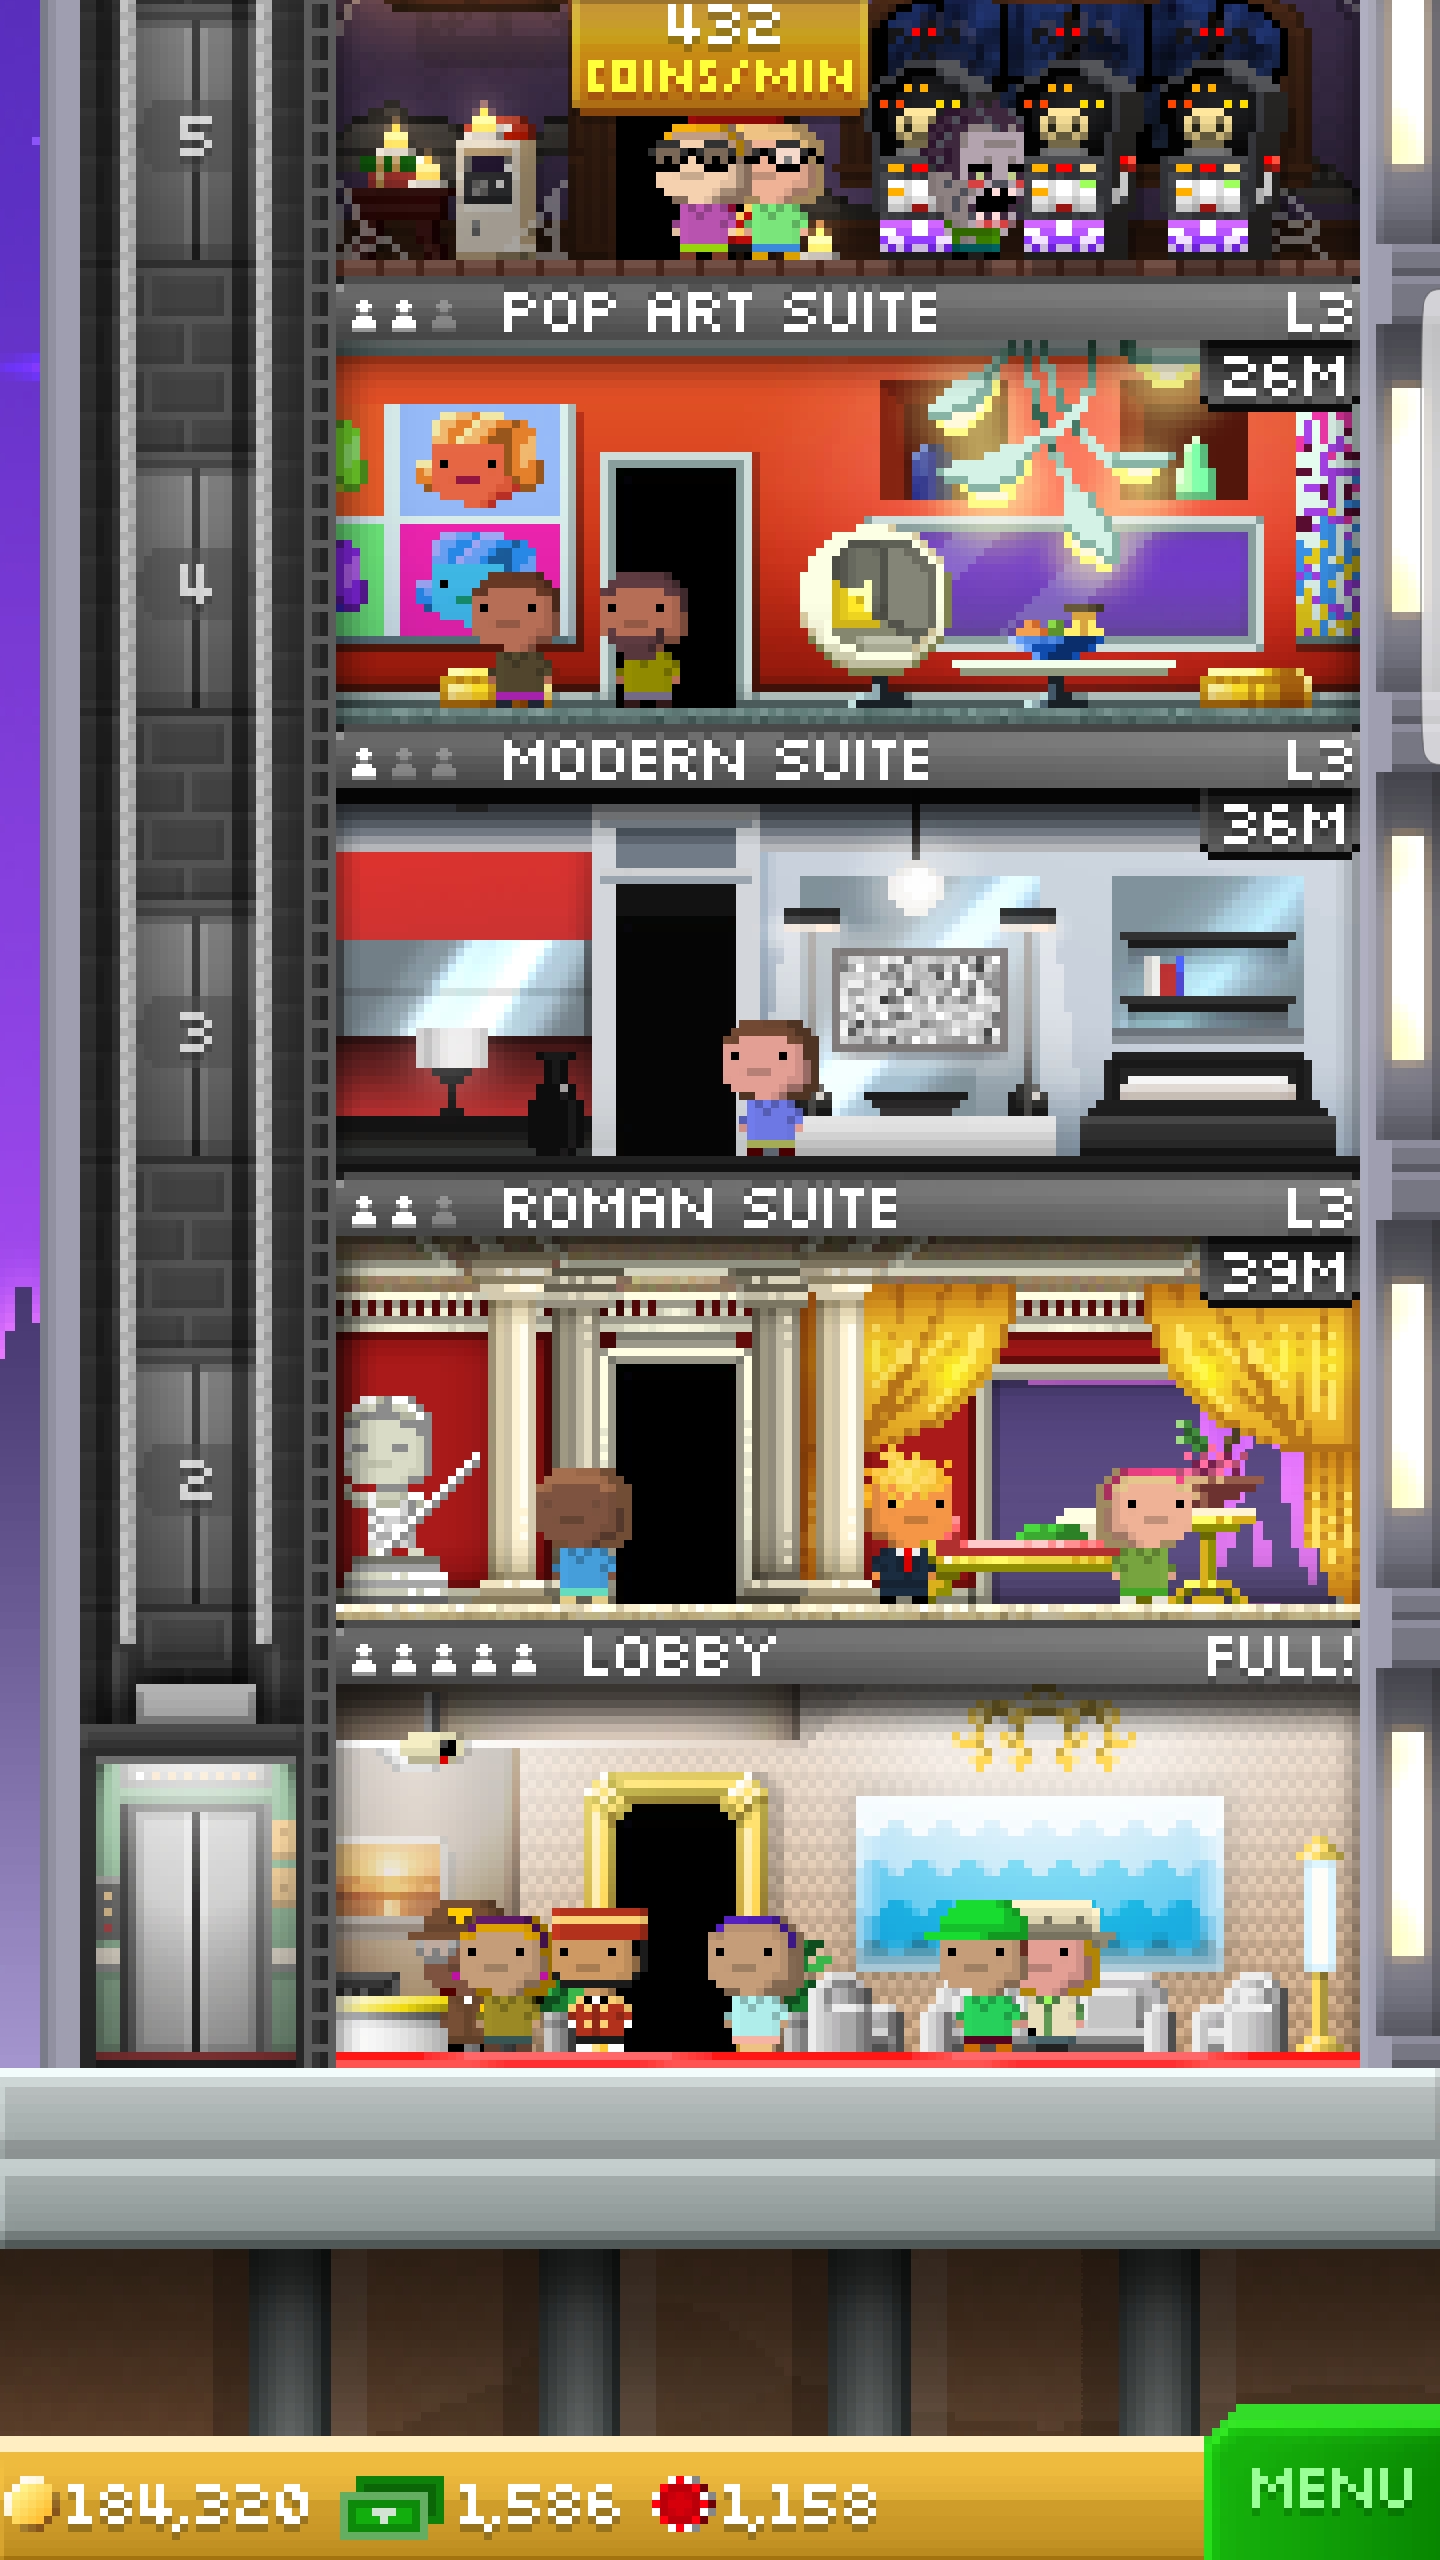 432
COINS/MIN
5
POP ART SUITE L3
26M
4
MODERN SUITE L3
36M
3
ROMAN SUITE L3
39M
2
LOBBY FULL!
184,320 1,586 1,158
MENU